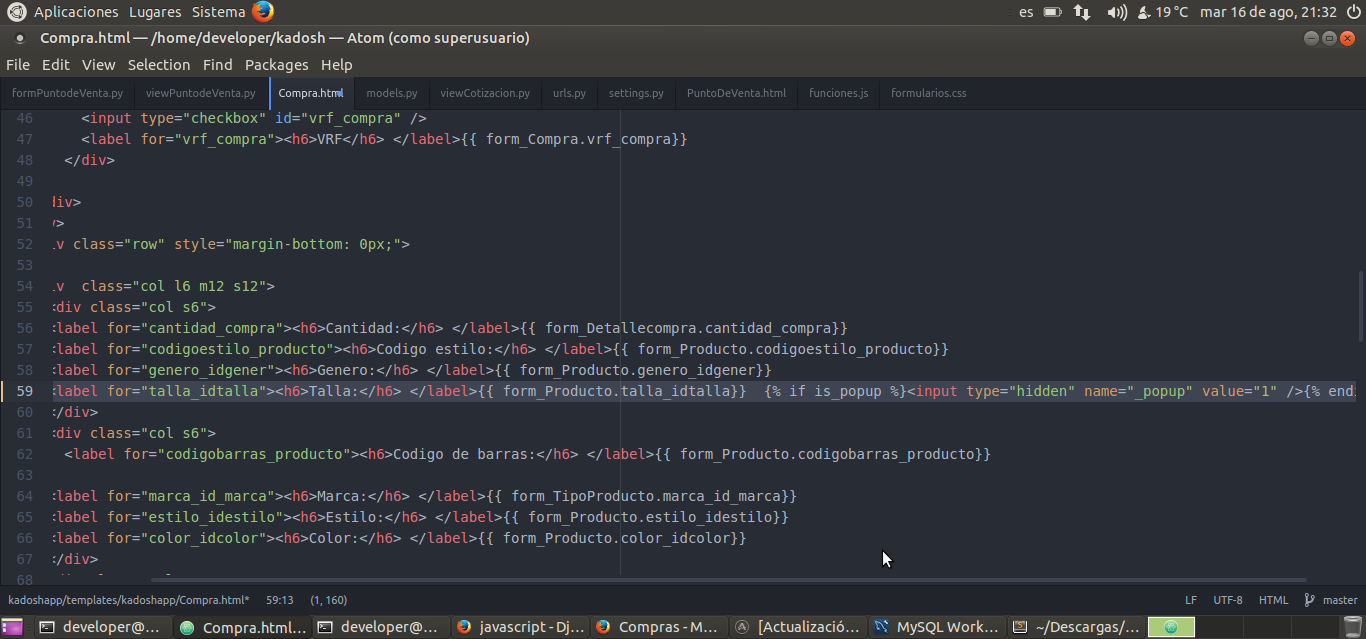 Aplicaciones Lugares Sistema es 19 °C mar 16 de ago, 21:32
Compra.html — /home/developer/kadosh — Atom (como superusuario)
File Edit View Selection Find Packages Help
formPuntodeVenta.py viewPuntodeVenta.py Compra.html models.py viewCotizacion.py urls.py settings.py PuntoDeVenta.html funciones.js formularios.css
46 <input type="checkbox" id="vrf_compra" />
47 <label for="vrf_compra"><h6>VRF</h6> </label>{{ form_Compra.vrf_compra}}
48 </div>
49
50 div>
51 >
52 v class="row" style="margin-bottom: 0px;">
53
54 v  class="col l6 m12 s12">
55 <div class="col s6">
56 <label for="cantidad_compra"><h6>Cantidad:</h6> </label>{{ form_Detallecompra.cantidad_compra}}
57 <label for="codigoestilo_producto"><h6>Codigo estilo:</h6> </label>{{ form_Producto.codigoestilo_producto}}
58 <label for="genero_idgener"><h6>Genero:</h6> </label>{{ form_Producto.genero_idgener}}
59 <label for="talla_idtalla"><h6>Talla:</h6> </label>{{ form_Producto.talla_idtalla}}  {% if is_popup %}<input type="hidden" name="_popup" value="1" />{% end
60 </div>
61 <div class="col s6">
62 <label for="codigobarras_producto"><h6>Codigo de barras:</h6> </label>{{ form_Producto.codigobarras_producto}}
63
64 <label for="marca_id_marca"><h6>Marca:</h6> </label>{{ form_TipoProducto.marca_id_marca}}
65 <label for="estilo_idestilo"><h6>Estilo:</h6> </label>{{ form_Producto.estilo_idestilo}}
66 <label for="color_idcolor"><h6>Color:</h6> </label>{{ form_Producto.color_idcolor}}
67 </div>
68
kadoshapp/templates/kadoshapp/Compra.html* 59:13 (1, 160) LF UTF-8 HTML master
developer@... Compra.html... developer@... javascript - Dj... Compras - M... [Actualizació... MySQL Work... ~/Descargas/...